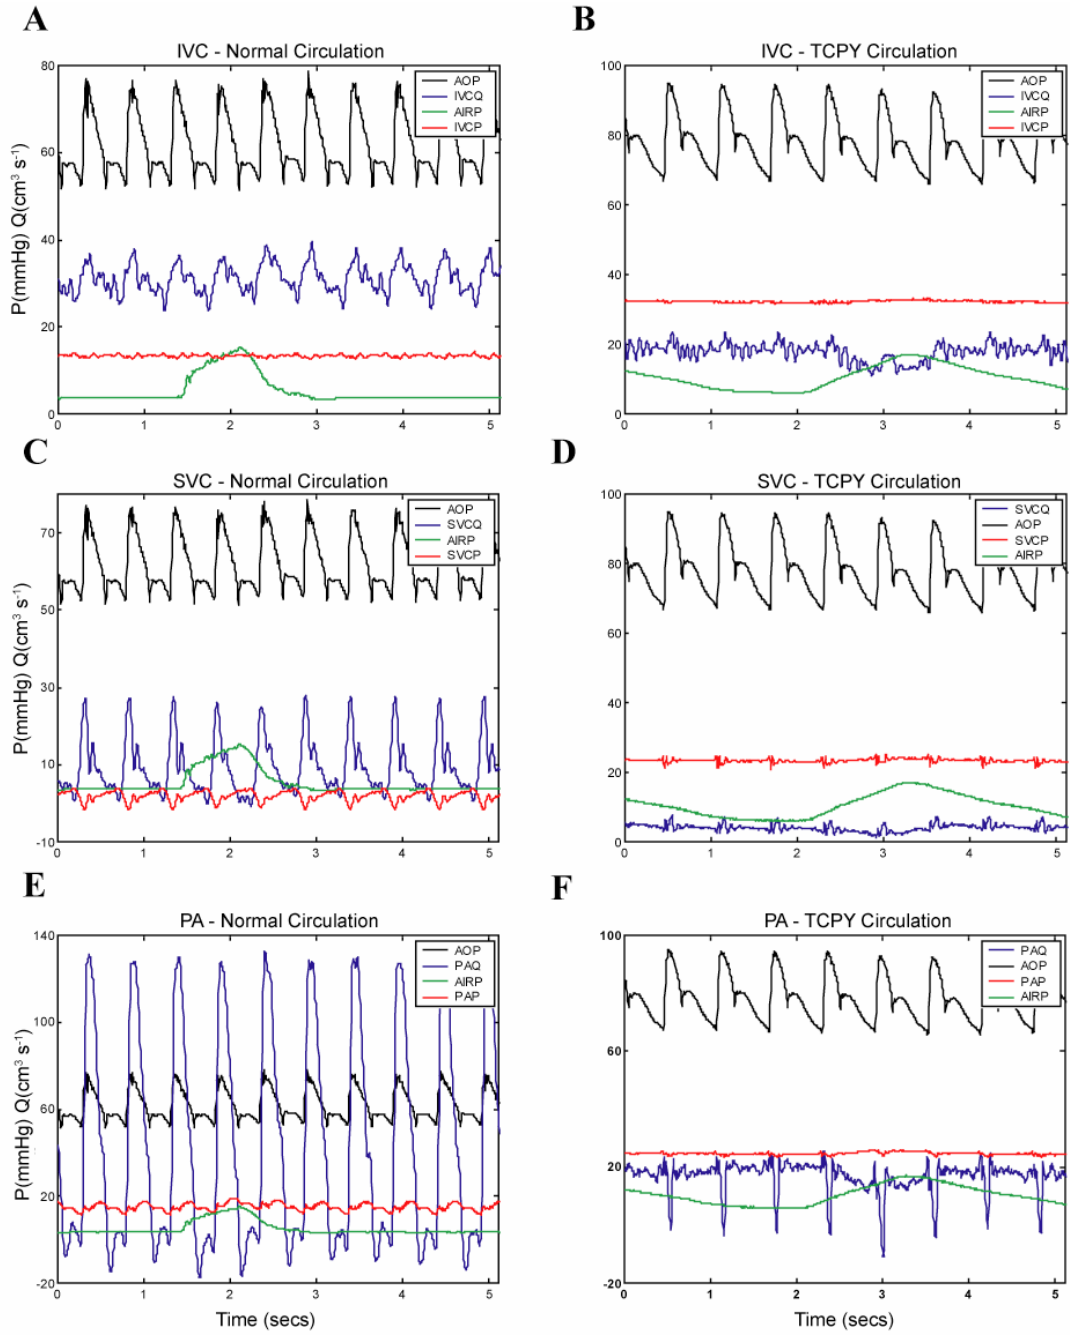 A
IVC - Normal Circulation
80
60
40
20
0
0 1 2 3 4 5
P(mmHg) Q(cm³ s⁻¹)
AOP
IVCQ
AIRP
IVCP
B
IVC - TCPY Circulation
100
80
60
40
20
0
0 1 2 3 4 5
AOP
IVCQ
AIRP
IVCP
C
SVC - Normal Circulation
70
50
30
10
-10
0 1 2 3 4 5
P(mmHg) Q(cm³ s⁻¹)
AOP
SVCQ
AIRP
SVCP
D
SVC - TCPY Circulation
100
80
60
40
20
0
0 1 2 3 4 5
SVCQ
AOP
SVCP
AIRP
E
PA - Normal Circulation
140
100
60
20
-20
0 1 2 3 4 5
P(mmHg) Q(cm³ s⁻¹)
AOP
PAQ
AIRP
PAP
Time (secs)
F
PA - TCPY Circulation
100
60
20
-20
0 1 2 3 4 5
PAQ
AOP
PAP
AIRP
Time (secs)